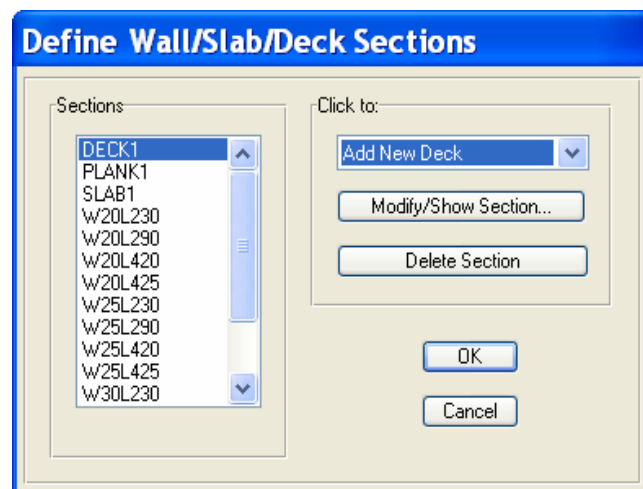 Define Wall/Slab/Deck Sections
Sections
DECK1
PLANK1
SLAB1
W20L230
W20L290
W20L420
W20L425
W25L230
W25L290
W25L420
W25L425
W30L230
Click to:
Add New Deck
Modify/Show Section...
Delete Section
OK
Cancel